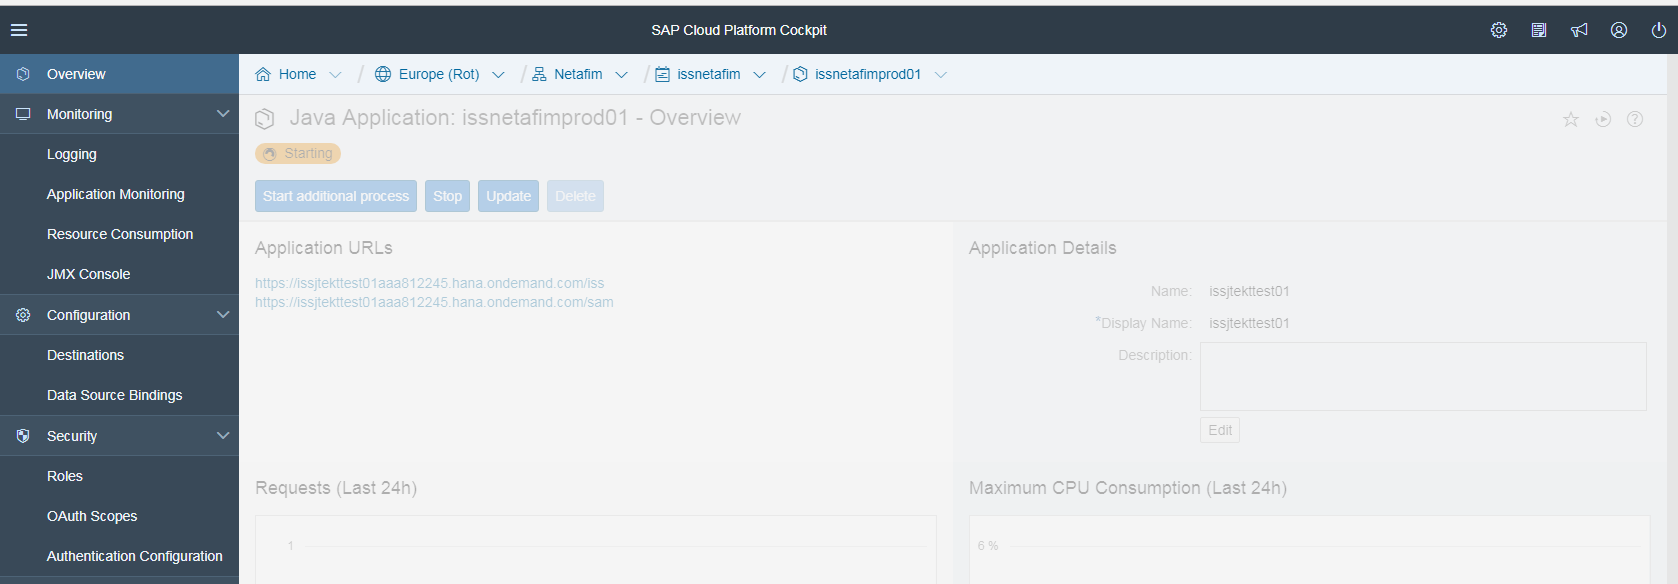 SAP Cloud Platform Cockpit
Overview
Monitoring
Logging
Application Monitoring
Resource Consumption
JMX Console
Configuration
Destinations
Data Source Bindings
Security
Roles
OAuth Scopes
Authentication Configuration
Home / Europe (Rot) / Netafim / issnetafim / issnetafimprod01
Java Application: issnetafimprod01 - Overview
Starting
Start additional process Stop Update Delete
Application URLs
https://issjtekttest01aaa812245.hana.ondemand.com/iss
https://issjtekttest01aaa812245.hana.ondemand.com/sam
Application Details
Name: issjtekttest01
*Display Name: issjtekttest01
Description:
Edit
Requests (Last 24h)
1
Maximum CPU Consumption (Last 24h)
6 %